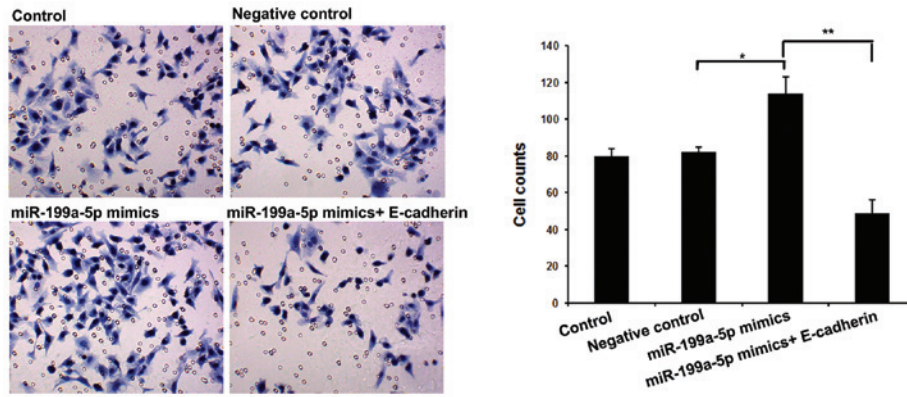 Control
Negative control
miR-199a-5p mimics
miR-199a-5p mimics+ E-cadherin
Cell counts
140
120
100
80
60
40
20
0
*
**
Control
Negative control
miR-199a-5p mimics
miR-199a-5p mimics+ E-cadherin